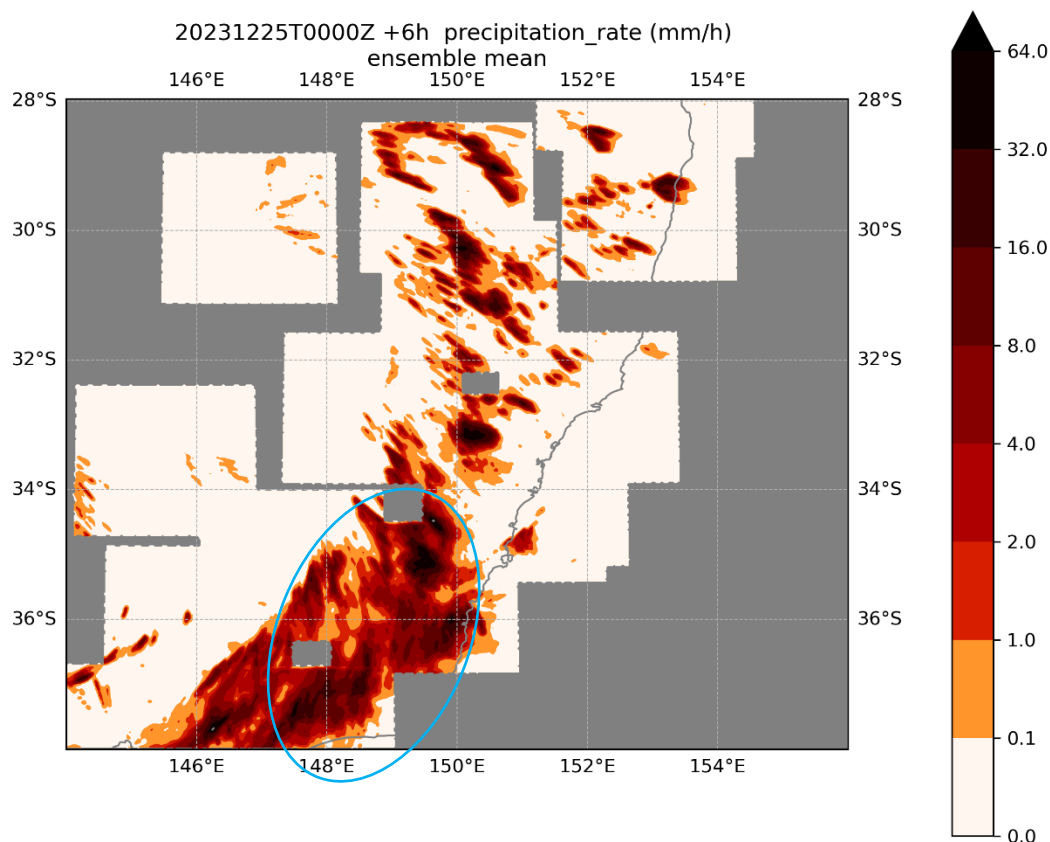 20231225T0000Z +6h  precipitation_rate (mm/h)
ensemble mean
146°E 148°E 150°E 152°E 154°E
28°S 28°S
30°S 30°S
32°S 32°S
34°S 34°S
36°S 36°S
146°E 148°E 150°E 152°E 154°E
64.0
32.0
16.0
8.0
4.0
2.0
1.0
0.1
0.0